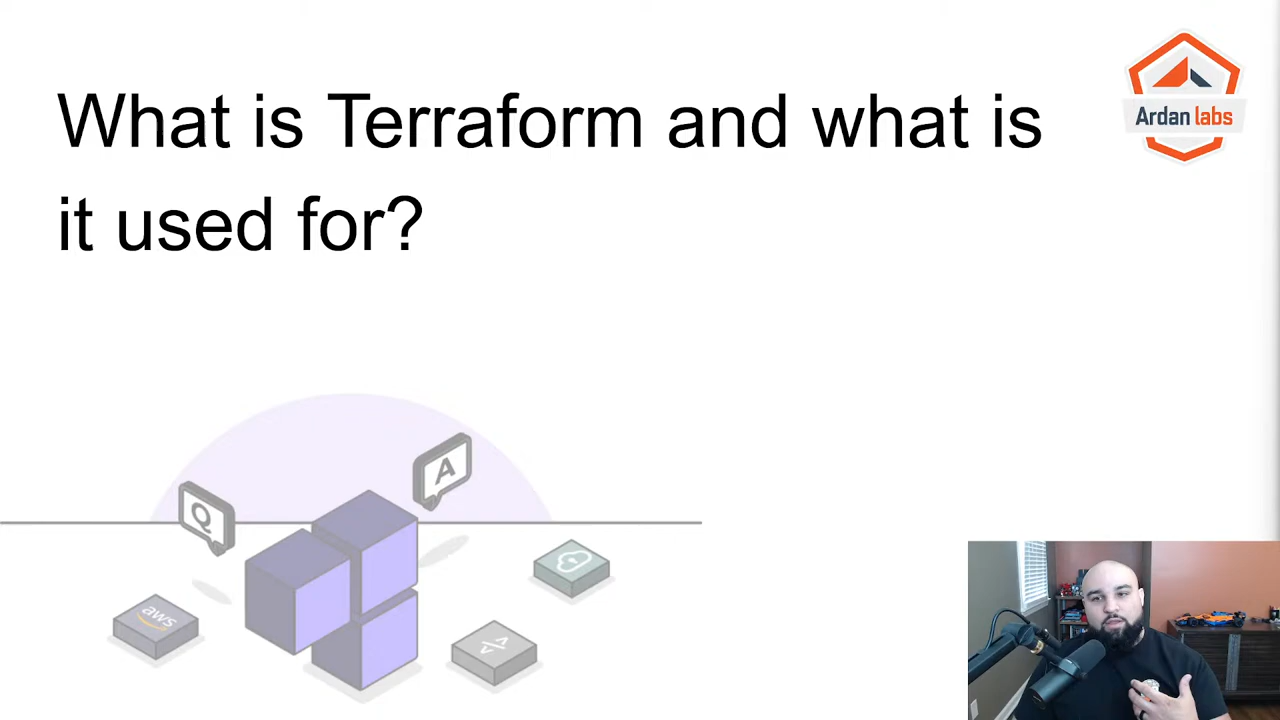 What is Terraform and what is
it used for?
Ardan labs
Q
A
aws